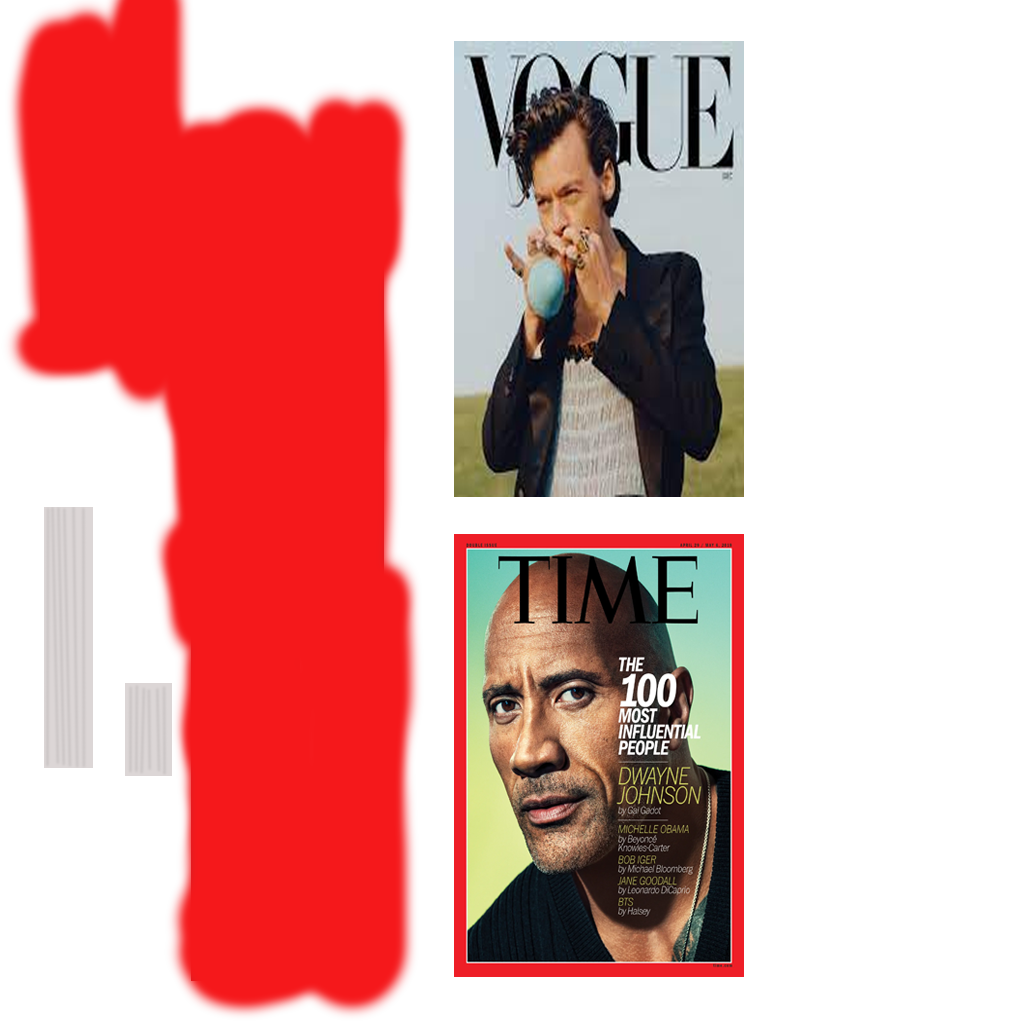 VOGUE
TIME
THE
100
MOST
INFLUENTIAL
PEOPLE
DWAYNE
JOHNSON
by Gal Gadot
MICHELLE OBAMA
by Beyoncé
Knowles-Carter
BOB IGER
by Michael Bloomberg
JANE GOODALL
by Leonardo DiCaprio
BTS
by Halsey